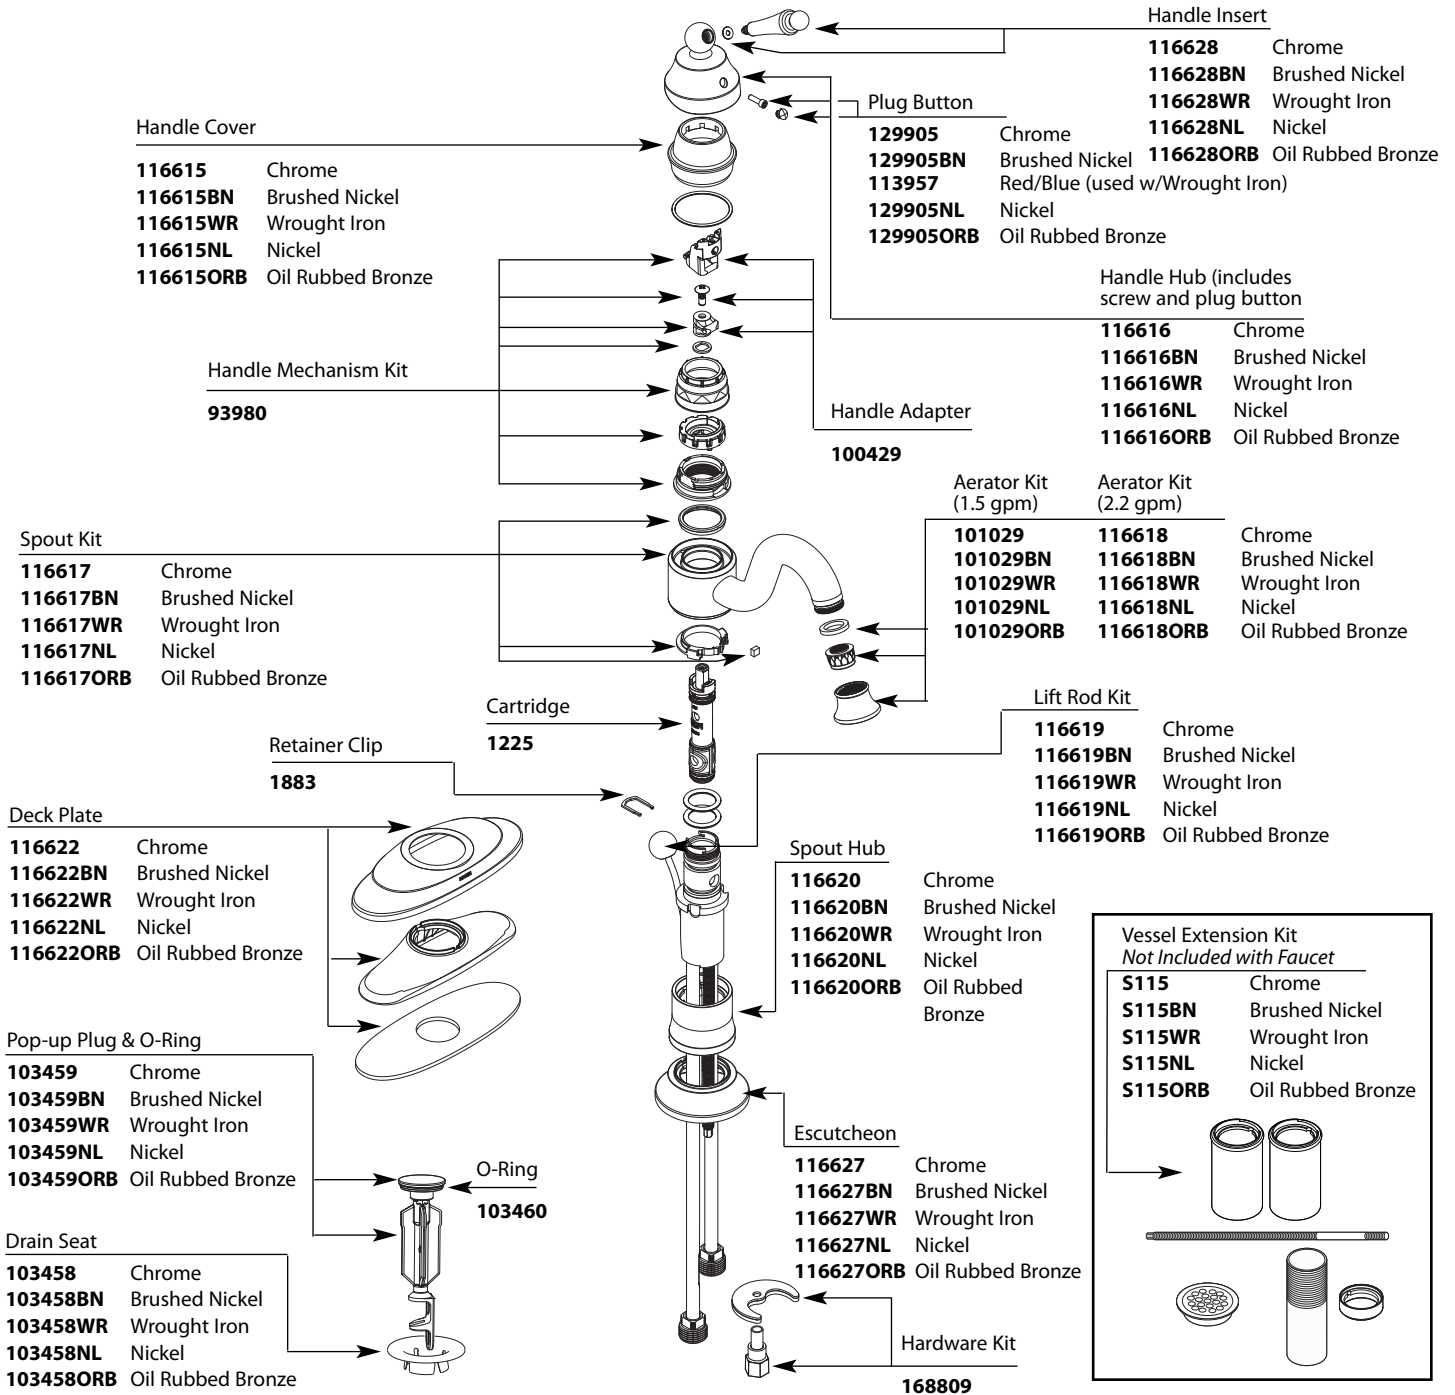 Handle Insert
116628 Chrome
116628BN Brushed Nickel
116628WR Wrought Iron
116628NL Nickel
116628ORB Oil Rubbed Bronze
Plug Button
129905 Chrome
129905BN Brushed Nickel
113957 Red/Blue (used w/Wrought Iron)
129905NL Nickel
129905ORB Oil Rubbed Bronze
Handle Cover
116615 Chrome
116615BN Brushed Nickel
116615WR Wrought Iron
116615NL Nickel
116615ORB Oil Rubbed Bronze
Handle Hub (includes
screw and plug button
116616 Chrome
116616BN Brushed Nickel
116616WR Wrought Iron
116616NL Nickel
116616ORB Oil Rubbed Bronze
Handle Mechanism Kit
93980
Handle Adapter
100429
Aerator Kit Aerator Kit
(1.5 gpm) (2.2 gpm)
101029 116618 Chrome
101029BN 116618BN Brushed Nickel
101029WR 116618WR Wrought Iron
101029NL 116618NL Nickel
101029ORB 116618ORB Oil Rubbed Bronze
Spout Kit
116617 Chrome
116617BN Brushed Nickel
116617WR Wrought Iron
116617NL Nickel
116617ORB Oil Rubbed Bronze
Cartridge
1225
Lift Rod Kit
116619 Chrome
116619BN Brushed Nickel
116619WR Wrought Iron
116619NL Nickel
116619ORB Oil Rubbed Bronze
Retainer Clip
1883
Deck Plate
116622 Chrome
116622BN Brushed Nickel
116622WR Wrought Iron
116622NL Nickel
116622ORB Oil Rubbed Bronze
Spout Hub
116620 Chrome
116620BN Brushed Nickel
116620WR Wrought Iron
116620NL Nickel
116620ORB Oil Rubbed
Bronze
Vessel Extension Kit
Not Included with Faucet
S115 Chrome
S115BN Brushed Nickel
S115WR Wrought Iron
S115NL Nickel
S115ORB Oil Rubbed Bronze
Pop-up Plug & O-Ring
103459 Chrome
103459BN Brushed Nickel
103459WR Wrought Iron
103459NL Nickel
103459ORB Oil Rubbed Bronze
O-Ring
103460
Escutcheon
116627 Chrome
116627BN Brushed Nickel
116627WR Wrought Iron
116627NL Nickel
116627ORB Oil Rubbed Bronze
Drain Seat
103458 Chrome
103458BN Brushed Nickel
103458WR Wrought Iron
103458NL Nickel
103458ORB Oil Rubbed Bronze
Hardware Kit
168809